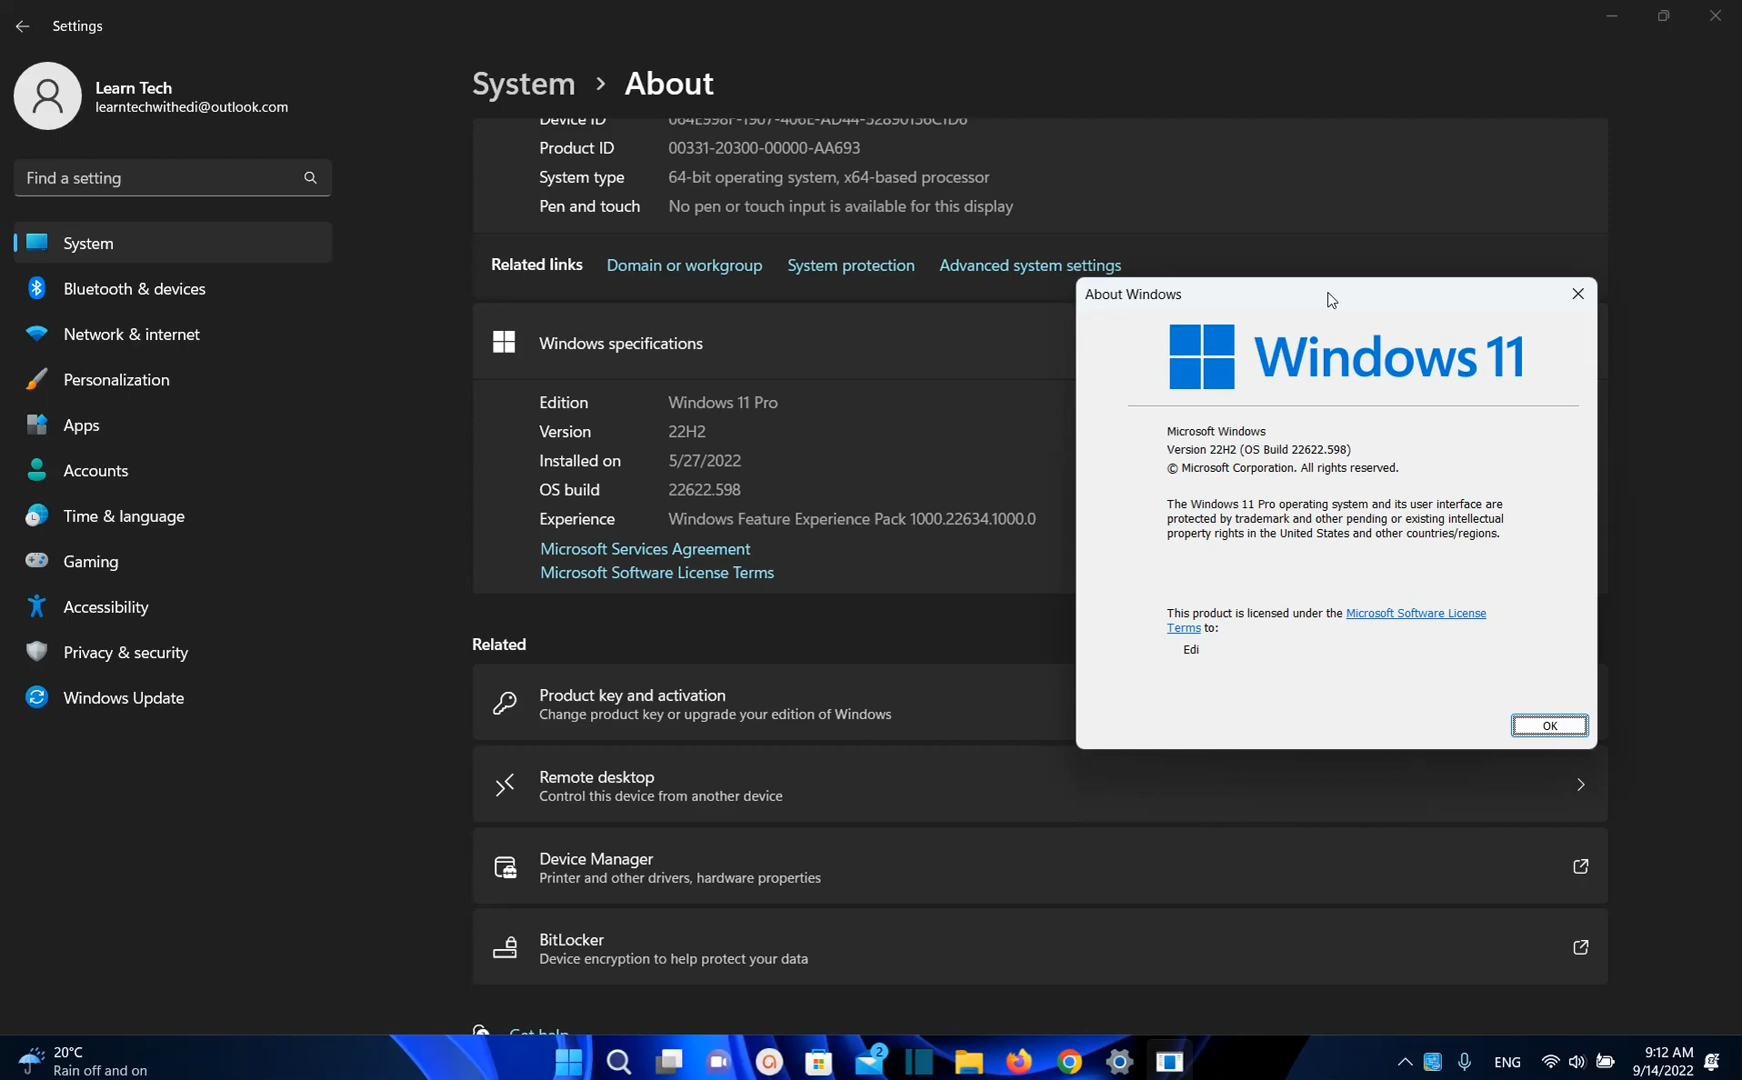 Settings
Learn Tech
learntechwithedi@outlook.com
Find a setting
System
Bluetooth & devices
Network & internet
Personalization
Apps
Accounts
Time & language
Gaming
Accessibility
Privacy & security
Windows Update
System > About
Device ID
Product ID 00331-20300-00000-AA693
System type 64-bit operating system, x64-based processor
Pen and touch No pen or touch input is available for this display
Related links Domain or workgroup System protection Advanced system settings
Windows specifications
Edition Windows 11 Pro
Version 22H2
Installed on 5/27/2022
OS build 22622.598
Experience Windows Feature Experience Pack 1000.22634.1000.0
Microsoft Services Agreement
Microsoft Software License Terms
Related
Product key and activation
Change product key or upgrade your edition of Windows
Remote desktop
Control this device from another device
Device Manager
Printer and other drivers, hardware properties
BitLocker
Device encryption to help protect your data
Get help
About Windows
Windows 11
Microsoft Windows
Version 22H2 (OS Build 22622.598)
© Microsoft Corporation. All rights reserved.
The Windows 11 Pro operating system and its user interface are
protected by trademark and other pending or existing intellectual
property rights in the United States and other countries/regions.
This product is licensed under the Microsoft Software License
Terms to:
Edi
OK
20°C
Rain off and on
2
ENG
9:12 AM
9/14/2022